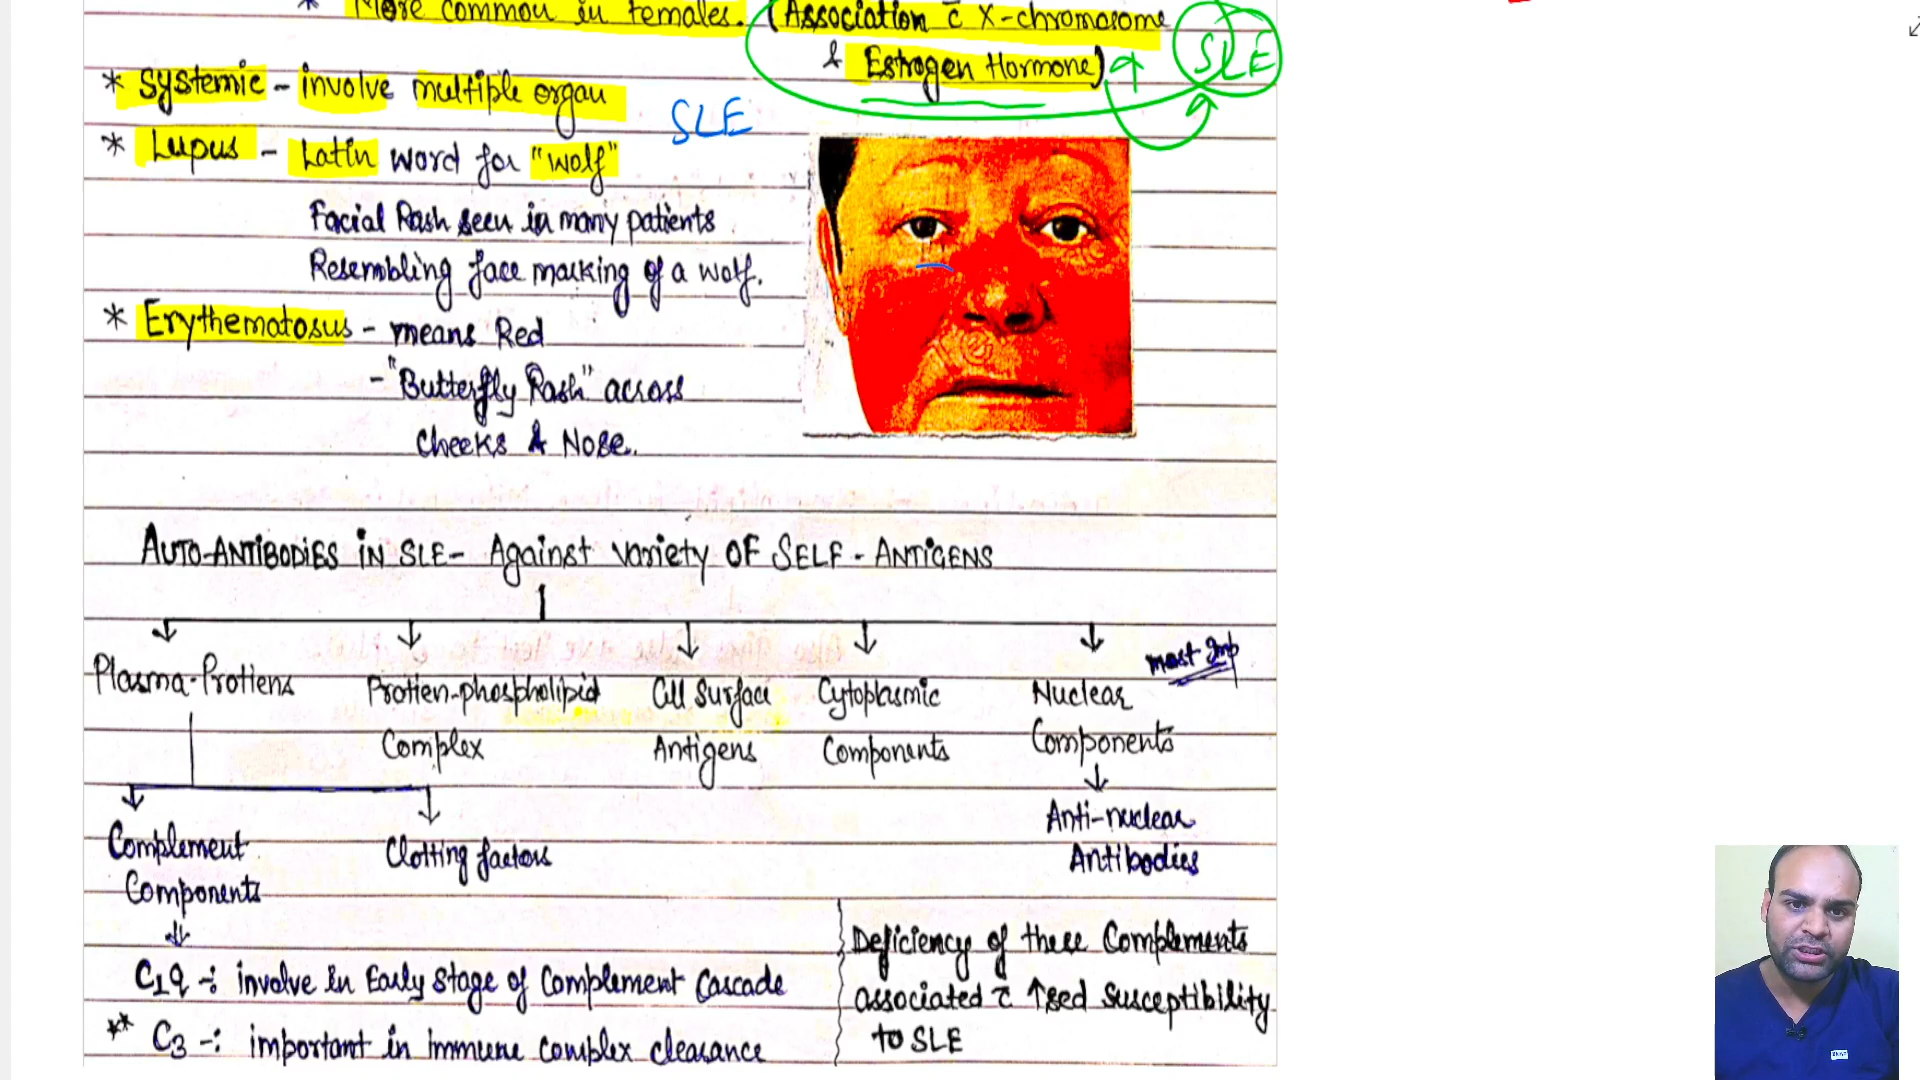 * More common in females. (Association c̄ X-chromosome
& Estrogen Hormone) SLE
* Systemic - involve multiple organ
SLE
* Lupus - Latin word for "wolf"
Facial Rash seen in many patients
Resembling face marking of a wolf.
* Erythematosus - means Red
- "Butterfly Rash" across
Cheeks & Nose.
AUTO-ANTIBODIES IN SLE - Against variety OF SELF - ANTIGENS
Plasma-Protiens
Protien-phospholipid Complex
Cell Surface Antigens
Cytoplasmic Components
Nuclear Components
most Imp
Anti-nuclear
Antibodies
Complement
Components
Clotting factors
C1q -: involve in Early stage of Complement Cascade
** C3 -: important in immune complex clearance
Deficiency of these Complements
associated c̄ ↑sed susceptibility
to SLE